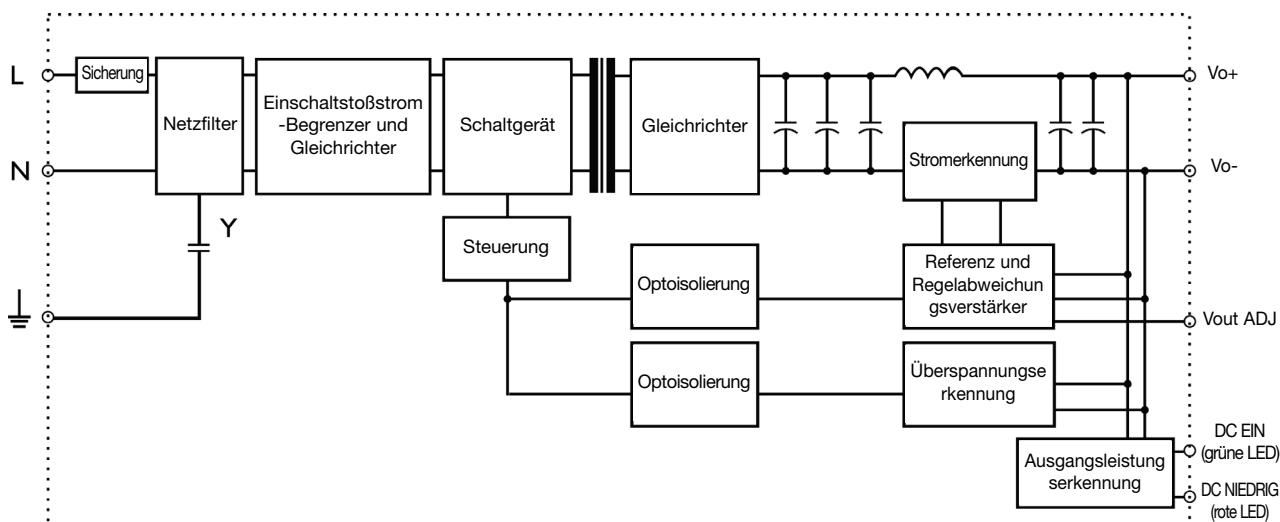 L
Sicherung
Netzfilter
Einschaltstoßstrom
-Begrenzer und
Gleichrichter
Schaltgerät
Gleichrichter
Vo+
N
Stromerkennung
Vo-
Y
Steuerung
Optoisolierung
Referenz und
Regelabweichun
gsverstärker
Vout ADJ
Optoisolierung
Überspannungse
rkennung
Ausgangsleistung
serkennung
DC EIN
(grüne LED)
DC NIEDRIG
(rote LED)